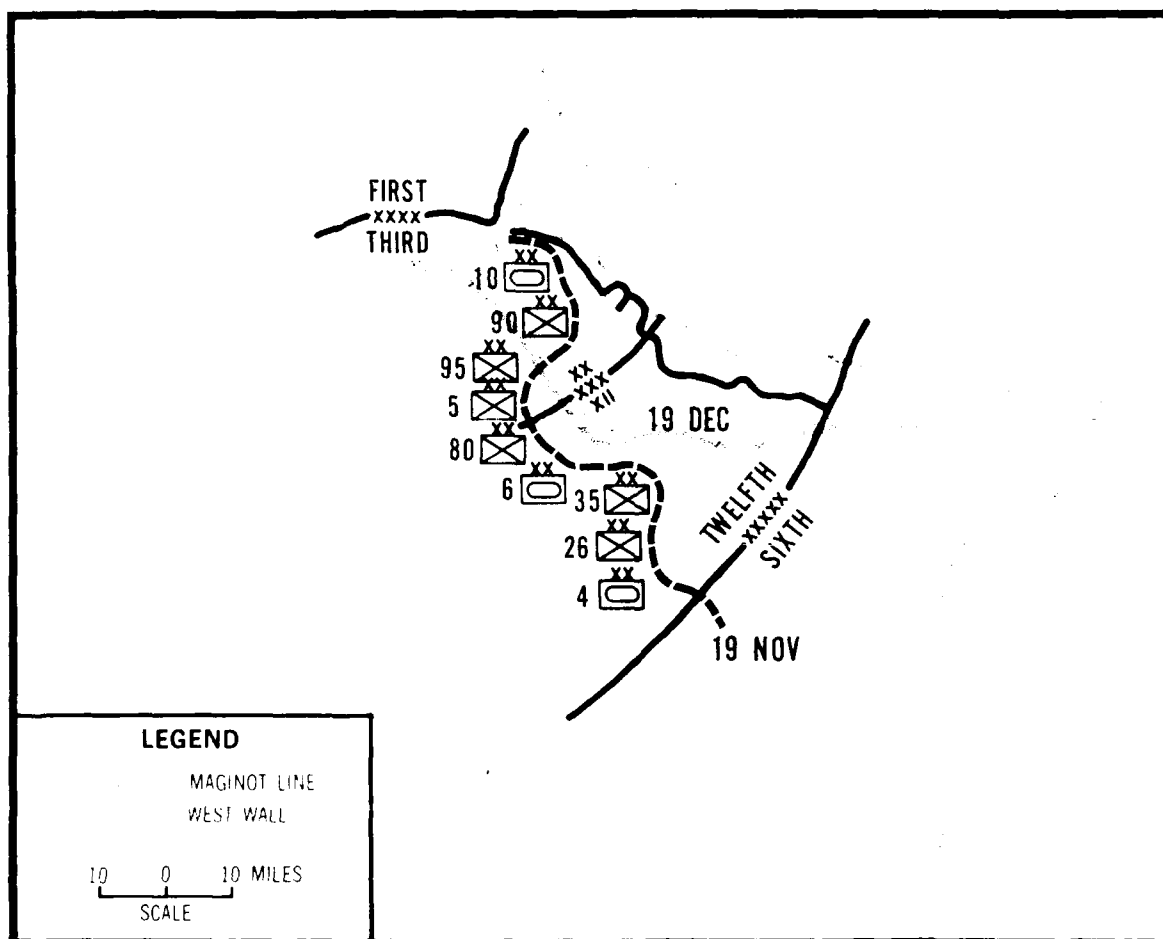 FIRST
XXXX
THIRD
XX
10
XX
90
XX
95
XX
5
XX
80
XX
6
XX
35
XX
26
XX
4
XX
XXX
XII
19 DEC
TWELFTH
XXXXX
SIXTH
19 NOV
LEGEND
MAGINOT LINE
WEST WALL
10 0 10 MILES
SCALE